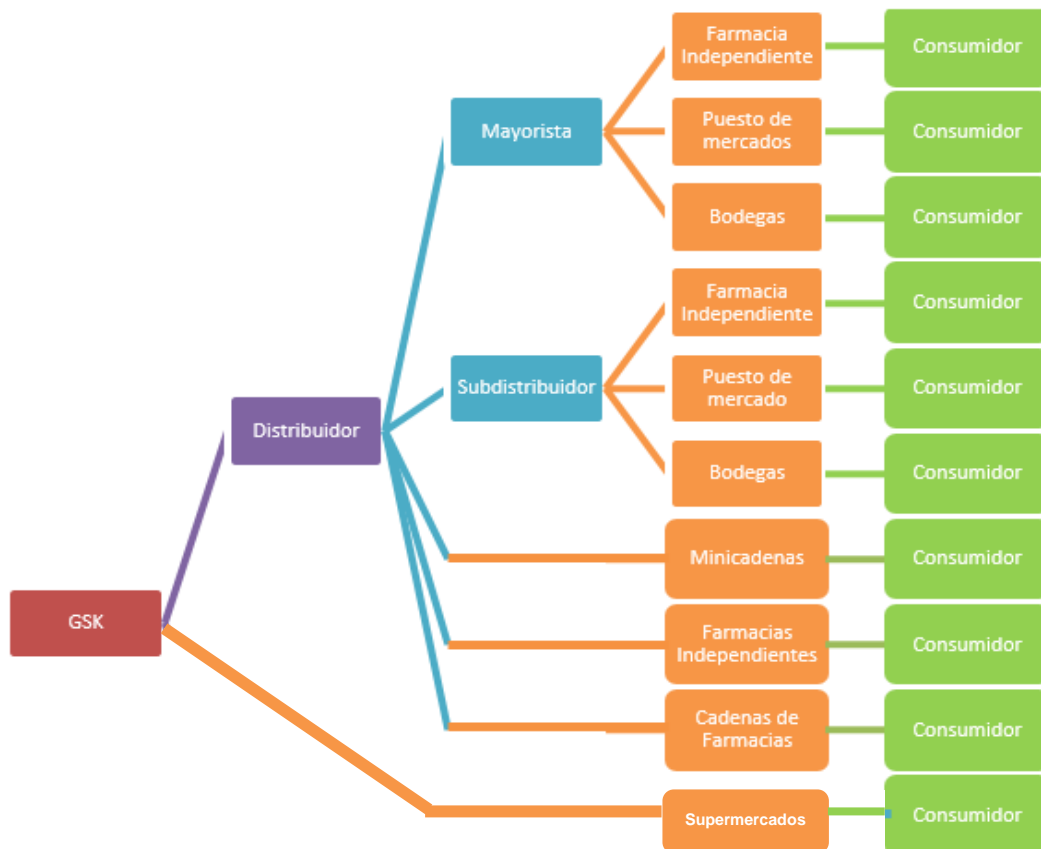 Farmacia
Independiente
Consumidor
Mayorista
Puesto de
mercados
Consumidor
Bodegas
Consumidor
Farmacia
Independiente
Consumidor
Subdistribuidor
Puesto de
mercado
Consumidor
Distribuidor
Bodegas
Consumidor
Minicadenas
Consumidor
GSK
Farmacias
Independientes
Consumidor
Cadenas de
Farmacias
Consumidor
Supermercados
Consumidor